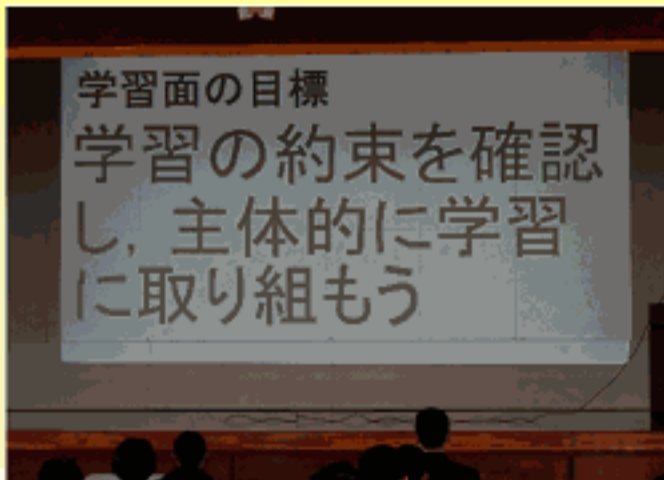 学習面の目標
学習の約束を確認
し，主体的に学習
に取り組もう